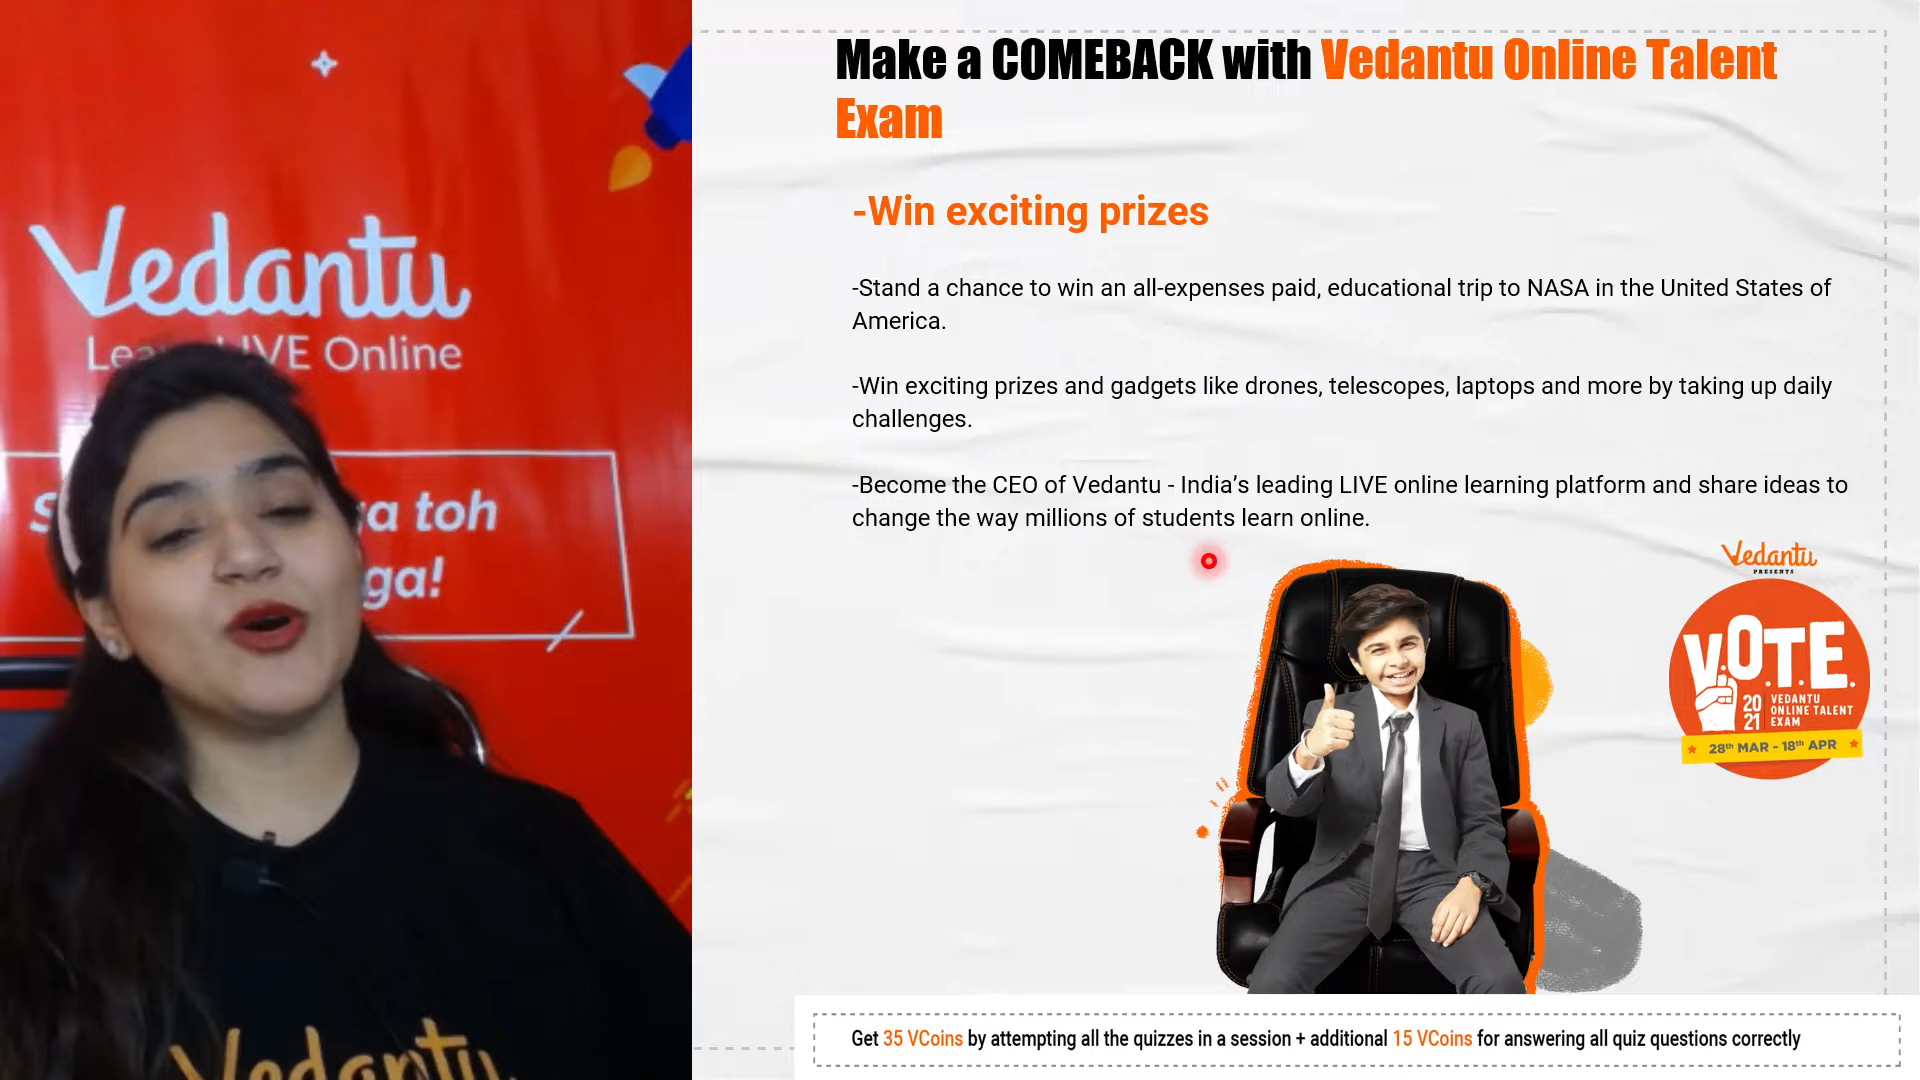 Vedantu
Le LIVE Online
ga toh
ga!
Vedantu
Make a COMEBACK with Vedantu Online Talent
Exam
-Win exciting prizes
-Stand a chance to win an all-expenses paid, educational trip to NASA in the United States of
America.
-Win exciting prizes and gadgets like drones, telescopes, laptops and more by taking up daily
challenges.
-Become the CEO of Vedantu - India’s leading LIVE online learning platform and share ideas to
change the way millions of students learn online.
Vedantu
PRESENTS
V.O.T.E.
20
21
VEDANTU
ONLINE TALENT
EXAM
28th MAR - 18th APR
Get 35 VCoins by attempting all the quizzes in a session + additional 15 VCoins for answering all quiz questions correctly